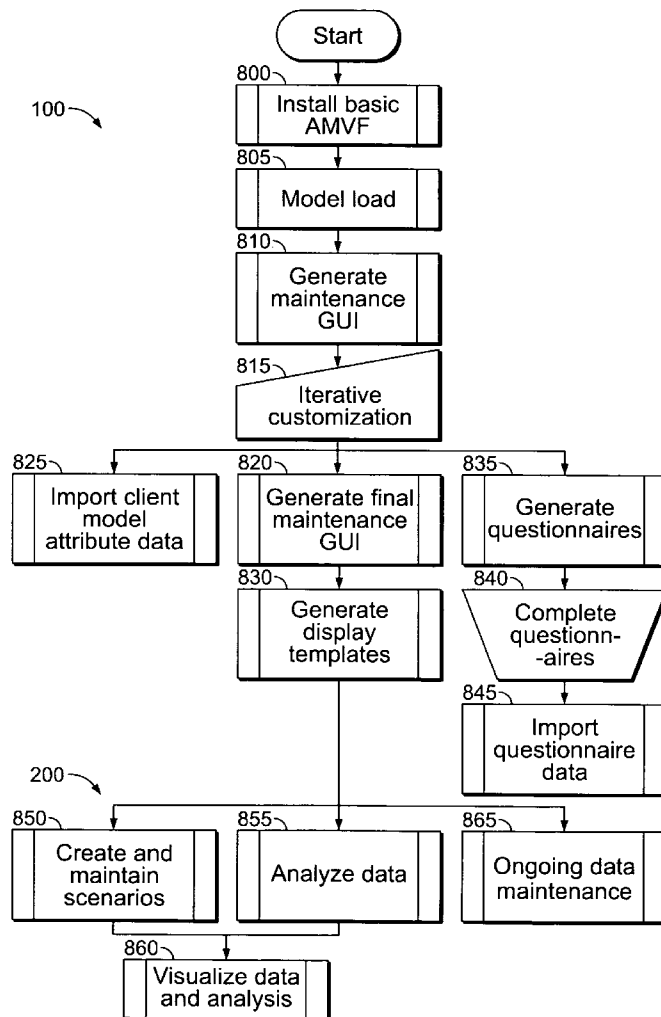 Start
800
Install basic
AMVF
100
805
Model load
810
Generate
maintenance
GUI
815
Iterative
customization
825
Import client
model
attribute data
820
Generate final
maintenance
GUI
835
Generate
questionnaires
830
Generate
display
templates
840
Complete
questionn-
-aires
845
Import
questionnaire
data
200
850
Create and
maintain
scenarios
855
Analyze data
865
Ongoing data
maintenance
860
Visualize data
and analysis